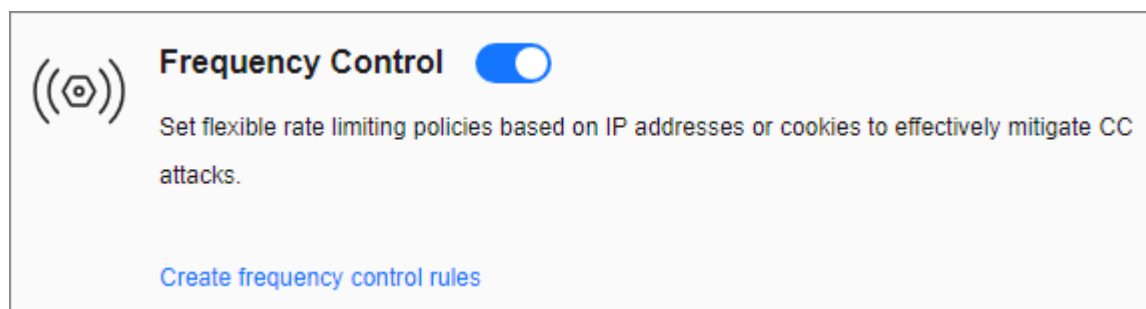 Frequency Control
Set flexible rate limiting policies based on IP addresses or cookies to effectively mitigate CC
attacks.
Create frequency control rules